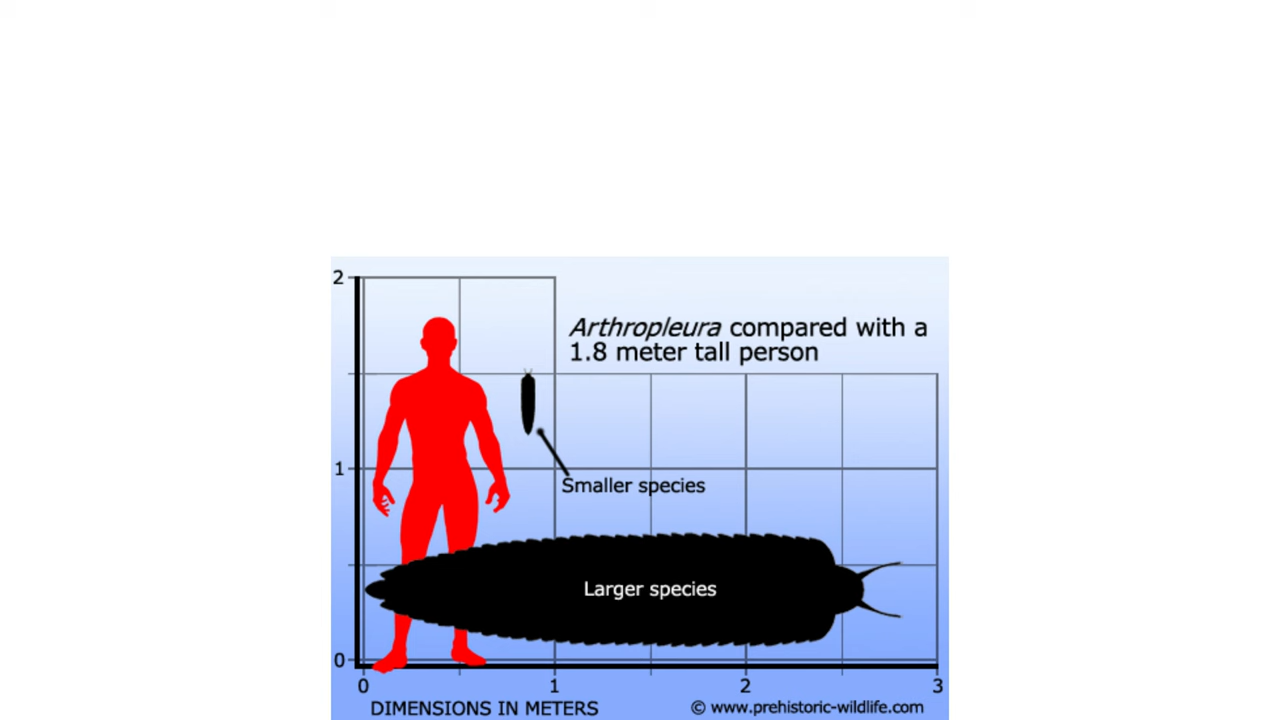 2
Arthropleura compared with a
1.8 meter tall person
1
Smaller species
Larger species
0
0 1 2 3
DIMENSIONS IN METERS © www.prehistoric-wildlife.com